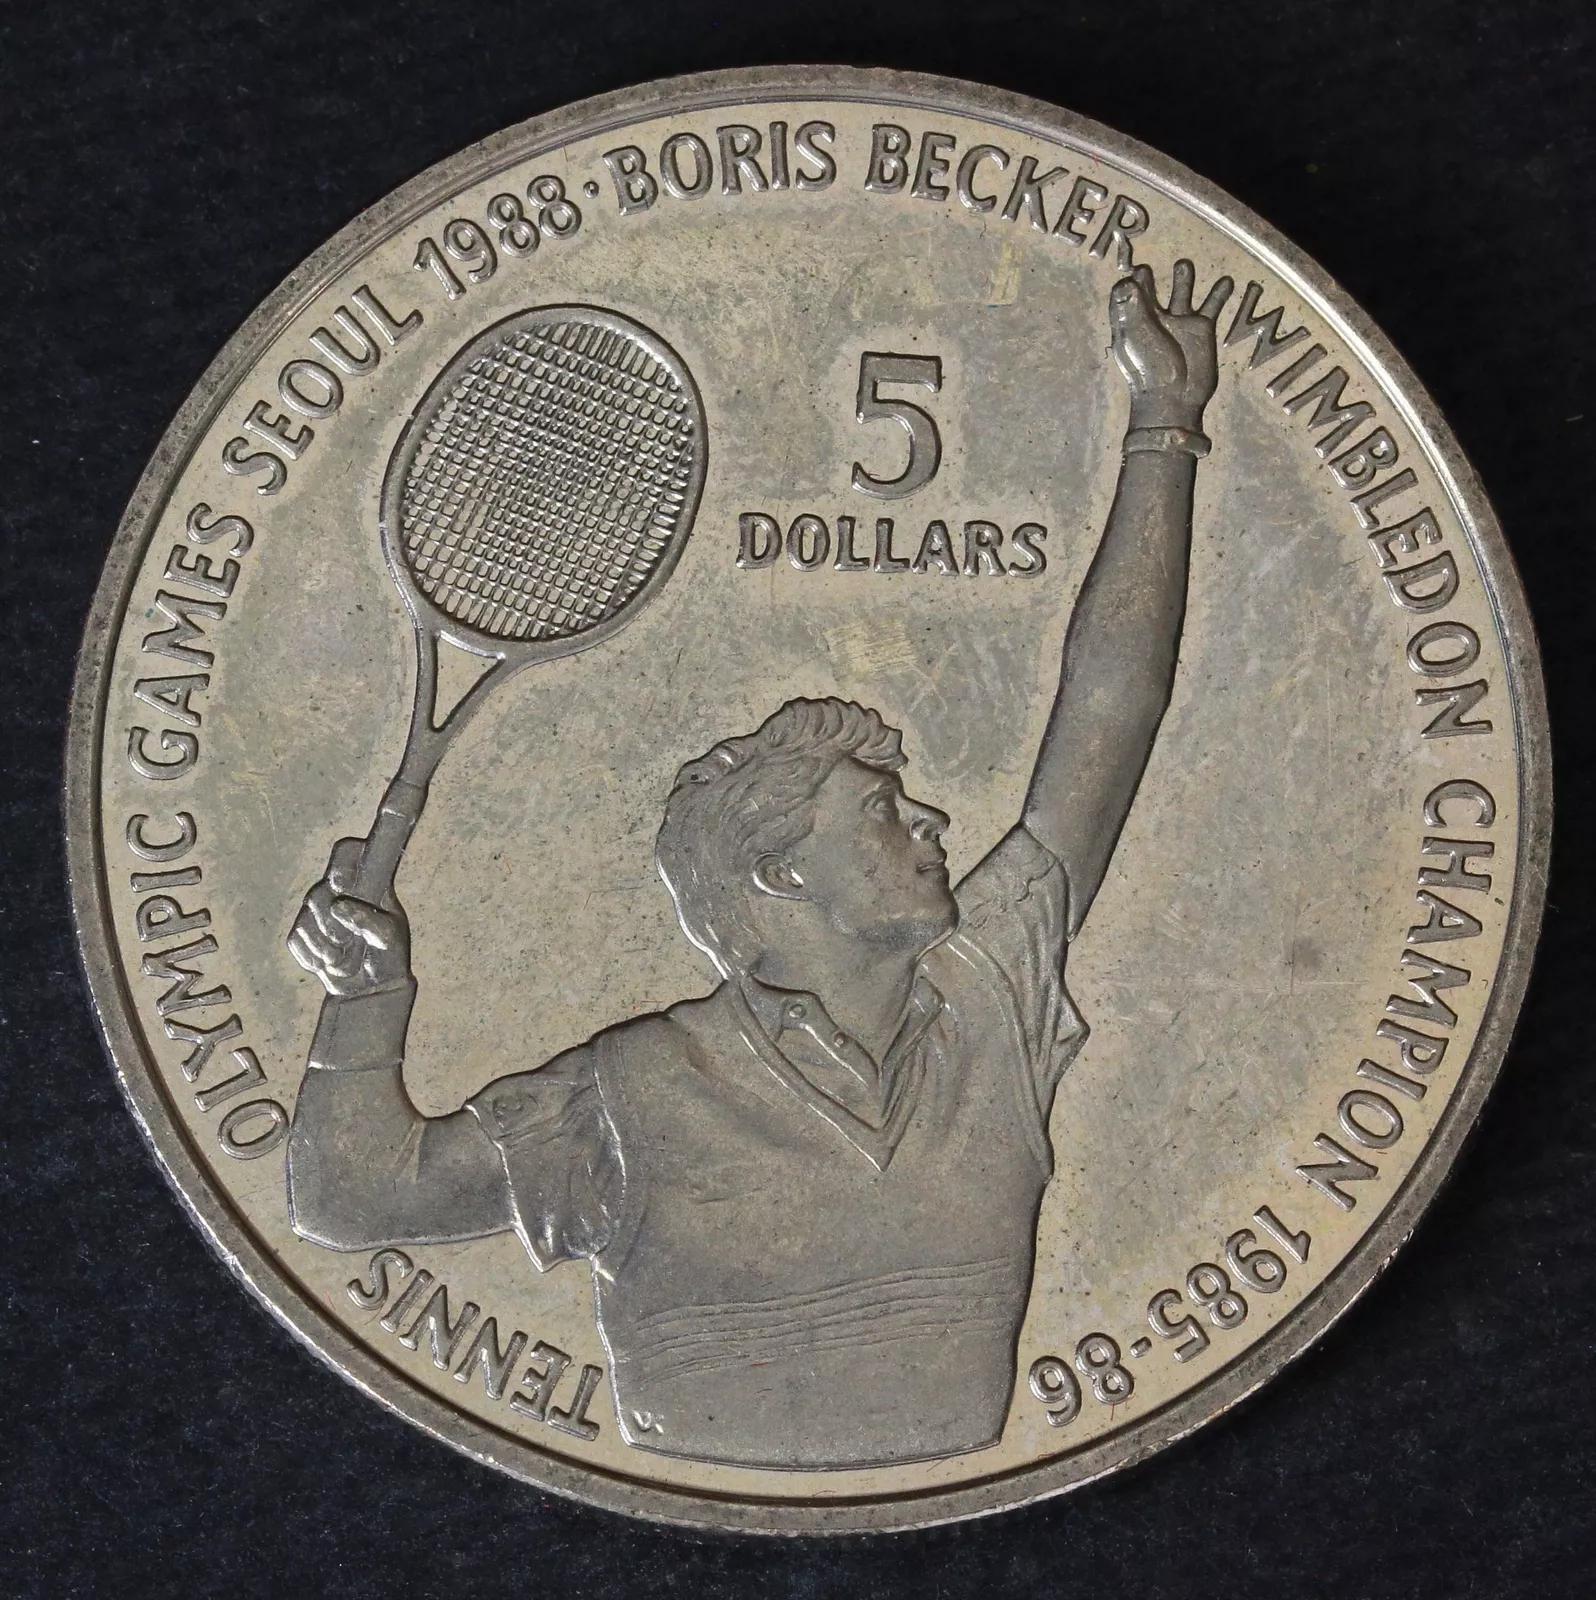 TENNIS OLYMPIC GAMES SEOUL 1988·BORIS BECKER WIMBLEDON CHAMPION 1985-86
5
DOLLARS